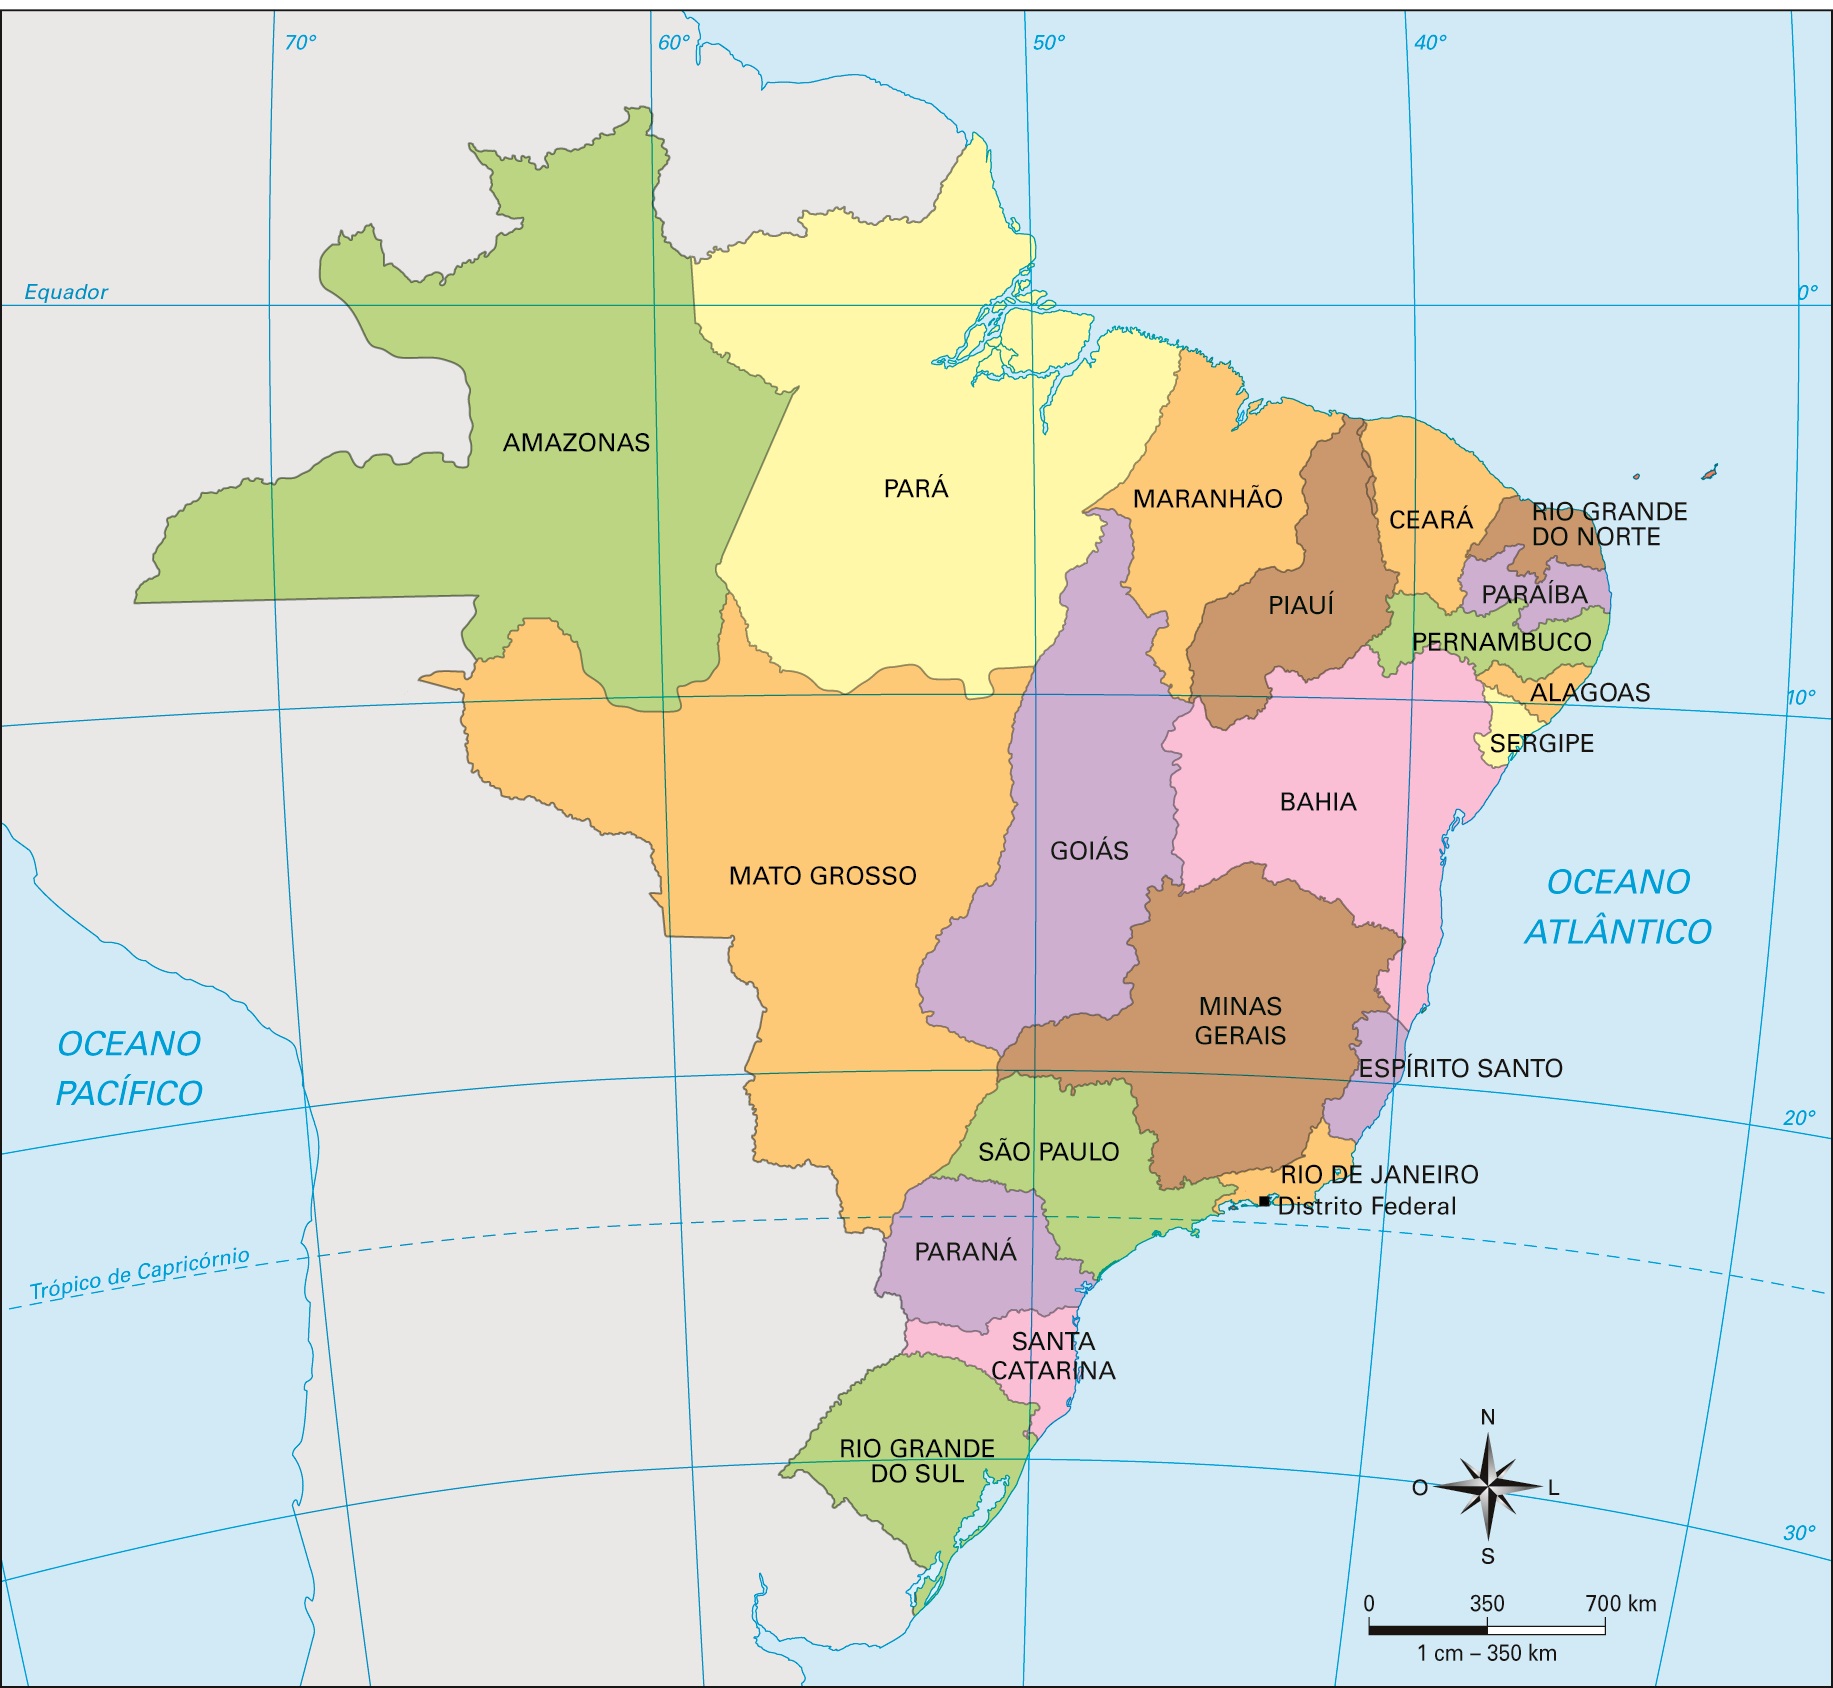 70°
60°
50°
40°
Equador
0°
AMAZONAS
PARÁ
MARANHÃO
CEARÁ
RIO GRANDE
DO NORTE
PIAUÍ
PARAÍBA
PERNAMBUCO
ALAGOAS
10°
SERGIPE
BAHIA
GOIÁS
MATO GROSSO
OCEANO
ATLÂNTICO
MINAS
GERAIS
OCEANO
PACÍFICO
ESPÍRITO SANTO
20°
SÃO PAULO
RIO DE JANEIRO
Distrito Federal
PARANÁ
Trópico de Capricórnio
SANTA
CATARINA
RIO GRANDE
DO SUL
N
O
L
S
30°
0 350 700 km
1 cm – 350 km